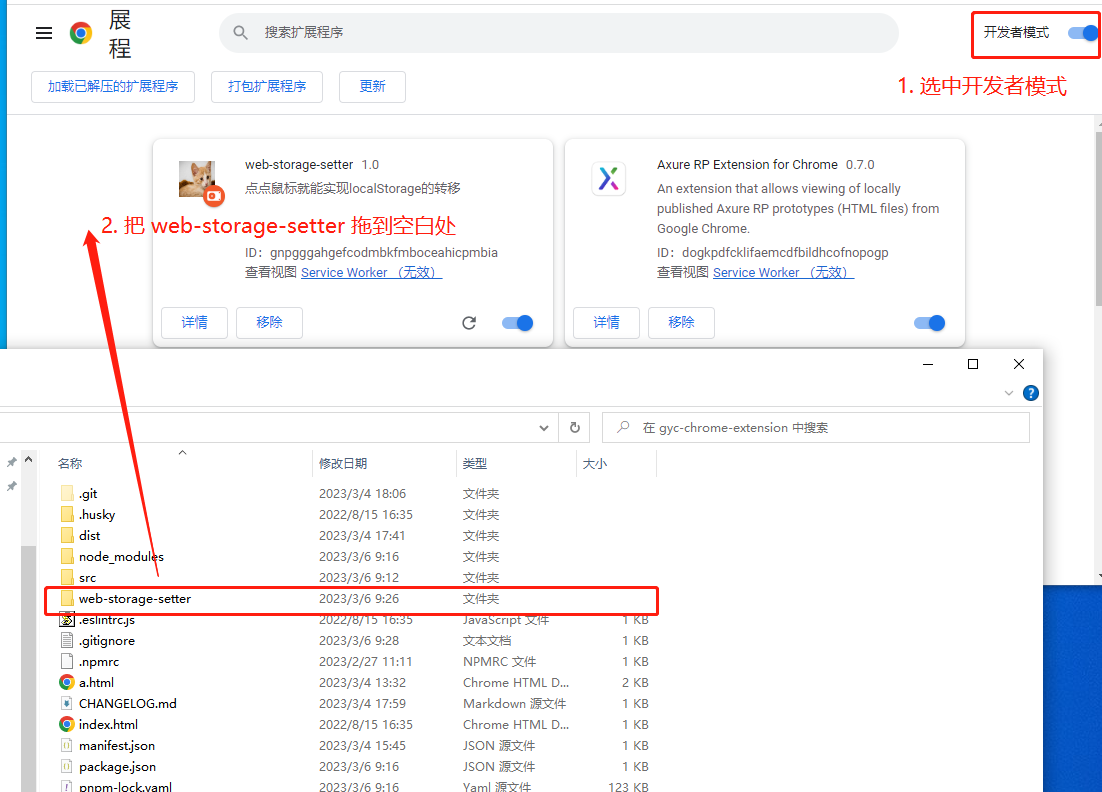 展
程
搜索扩展程序
开发者模式
加载已解压的扩展程序
打包扩展程序
更新
1. 选中开发者模式
web-storage-setter 1.0
点点鼠标就能实现localStorage的转移
2. 把 web-storage-setter 拖到空白处
ID：gnpgggahgefcodmbkfmboceahicpmbia
查看视图 Service Worker （无效）
详情
移除
Axure RP Extension for Chrome 0.7.0
An extension that allows viewing of locally
published Axure RP prototypes (HTML files) from
Google Chrome.
ID：dogkpdfcklifaemcdfbildhcofnopogp
查看视图 Service Worker （无效）
详情
移除
在 gyc-chrome-extension 中搜索
名称 修改日期 类型 大小
.git 2023/3/4 18:06 文件夹
.husky 2022/8/15 16:35 文件夹
dist 2023/3/4 17:41 文件夹
node_modules 2023/3/6 9:16 文件夹
src 2023/3/6 9:12 文件夹
web-storage-setter 2023/3/6 9:26 文件夹
.eslintrc.js 2022/8/15 16:35 JavaScript 文件 1 KB
.gitignore 2023/3/6 9:28 文本文档 1 KB
.npmrc 2023/2/27 11:11 NPMRC 文件 1 KB
a.html 2023/3/4 13:32 Chrome HTML D... 2 KB
CHANGELOG.md 2023/3/4 17:59 Markdown 源文件 1 KB
index.html 2022/8/15 16:35 Chrome HTML D... 1 KB
manifest.json 2023/3/4 15:45 JSON 源文件 1 KB
package.json 2023/3/6 9:16 JSON 源文件 1 KB
pnpm-lock.yaml 2023/3/6 9:16 Yaml 源文件 123 KB